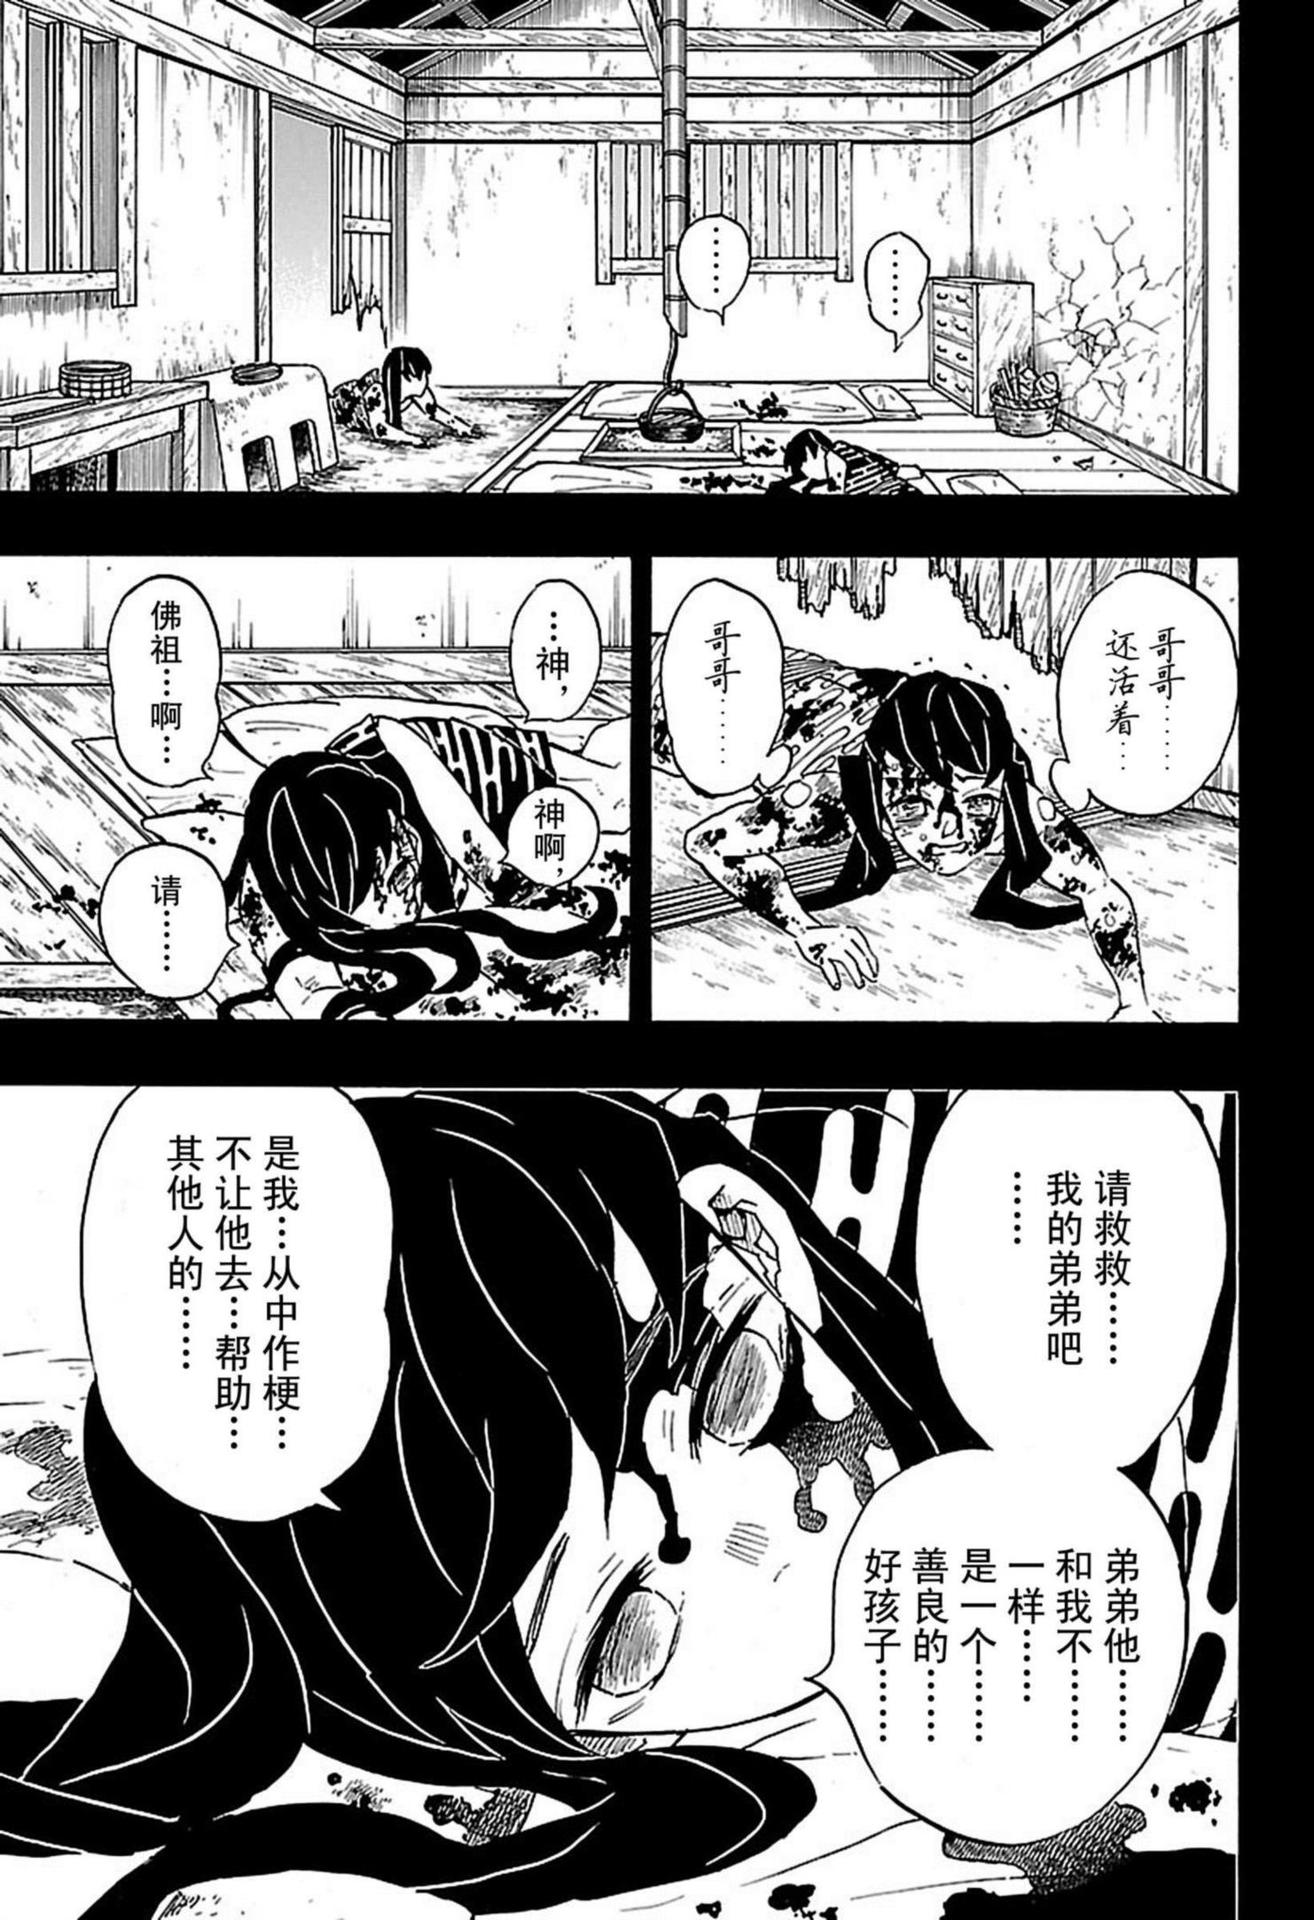 ……
……
哥哥……
还活着……
哥哥……
…神，
神啊，
佛祖…啊…
请……
请救救……
我的弟弟吧
……
弟弟他…
和我不…
一样……
是一个…
善良的……
好孩子……
是我…从中作梗…
不让他去…帮助…
其他人的……